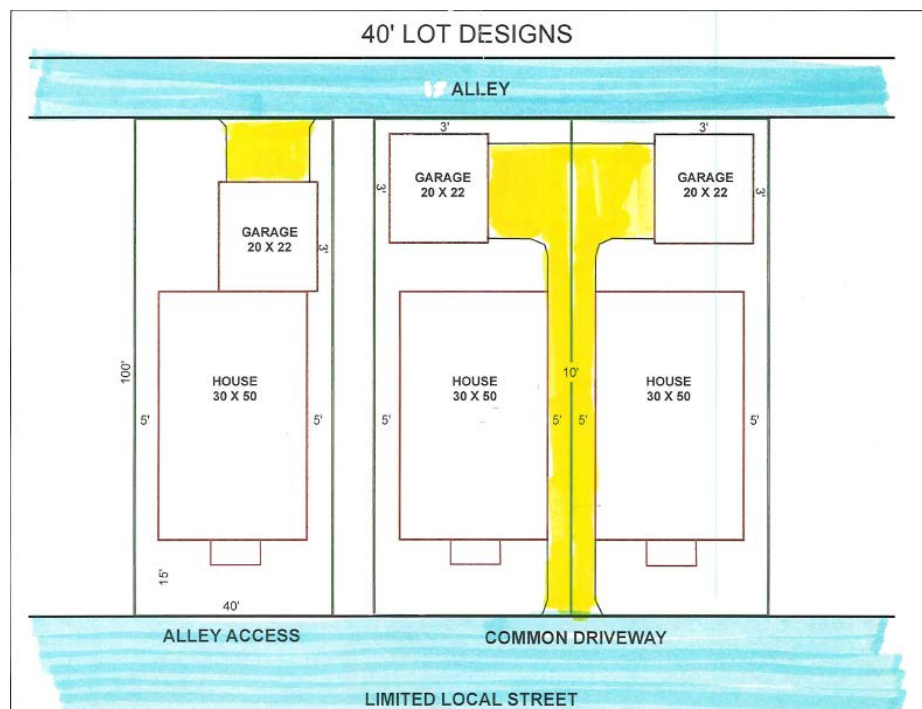 40' LOT DESIGNS
ALLEY
3'
3'
GARAGE
20 X 22
3'
GARAGE
20 X 22
3'
GARAGE
20 X 22
3'
100'
HOUSE
30 X 50
5'
5'
10'
HOUSE
30 X 50
5'
5'
5'
HOUSE
30 X 50
5'
15'
40'
ALLEY ACCESS
COMMON DRIVEWAY
LIMITED LOCAL STREET